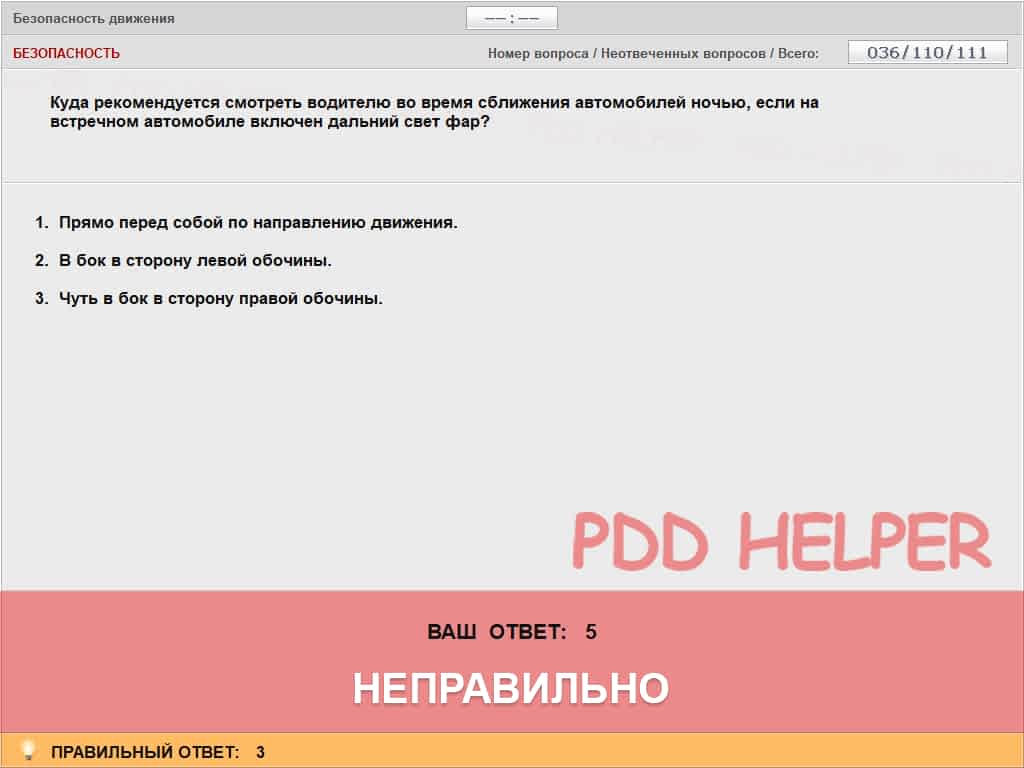 Безопасность движения
––:––
БЕЗОПАСНОСТЬ
Номер вопроса / Неотвеченных вопросов / Всего:
036/110/111
Куда рекомендуется смотреть водителю во время сближения автомобилей ночью, если на
встречном автомобиле включен дальний свет фар?
1. Прямо перед собой по направлению движения.
2. В бок в сторону левой обочины.
3. Чуть в бок в сторону правой обочины.
PDD HELPER
ВАШ ОТВЕТ: 5
НЕПРАВИЛЬНО
ПРАВИЛЬНЫЙ ОТВЕТ: 3